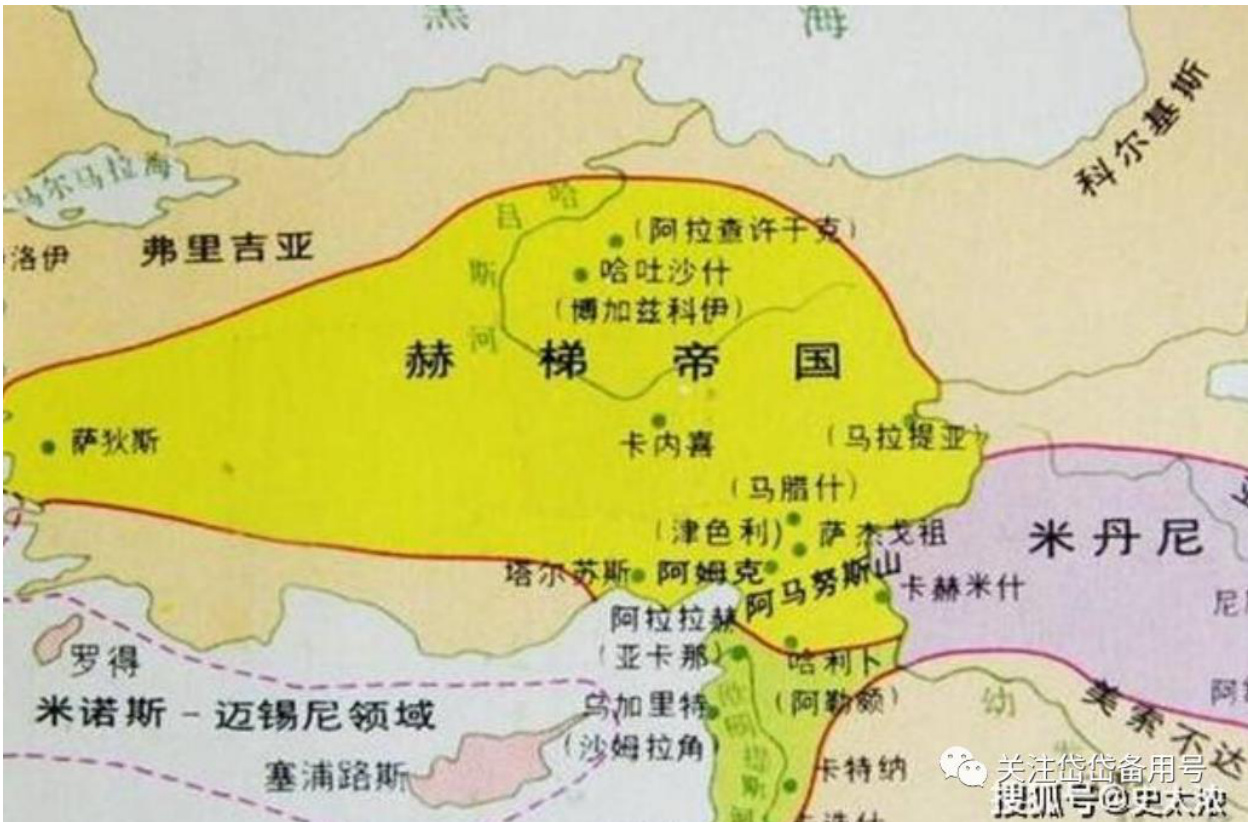 黑 海
科尔基斯
马尔马拉海
洛伊
弗里吉亚
哈
吕
斯
河
(阿拉查许于克)
哈吐沙什
(博加兹科伊)
赫梯帝国
萨狄斯
卡内喜
(马拉提亚)
(马腊什)
(津色利)
萨杰戈祖
米丹尼
塔尔苏斯
阿姆克
阿马努斯山
卡赫米什
尼
阿拉拉赫
(亚卡那)
哈利卜
(阿勒颇)
罗得
米诺斯-迈锡尼领域
乌加里特
(沙姆拉角)
塞浦路斯
卡特纳
幼
美索不达
关注岱岱备用号
搜狐号@史太浓